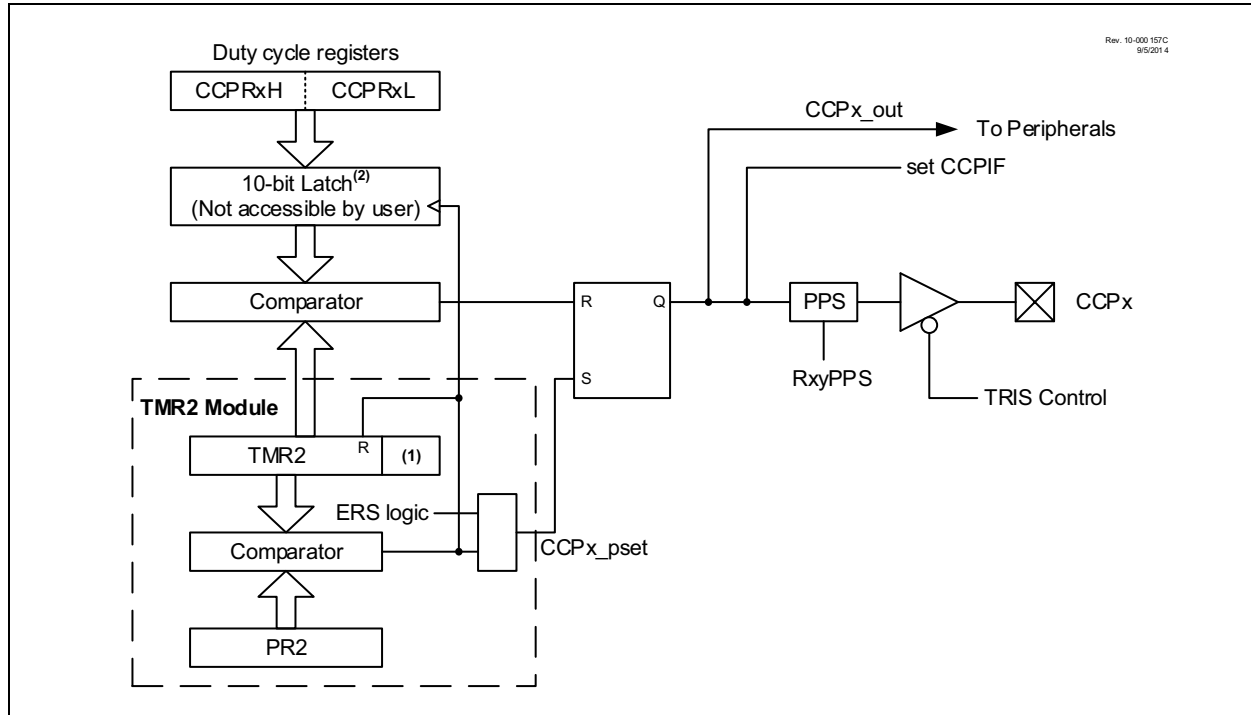 Rev. 10-000 157C
9/5/201 4
Duty cycle registers
CCPRxH CCPRxL
CCPx_out
To Peripherals
set CCPIF
10-bit Latch(2)
(Not accessible by user)
Comparator
R Q
PPS
CCPx
S
RxyPPS
TRIS Control
TMR2 Module
R
TMR2 (1)
ERS logic
Comparator
CCPx_pset
PR2